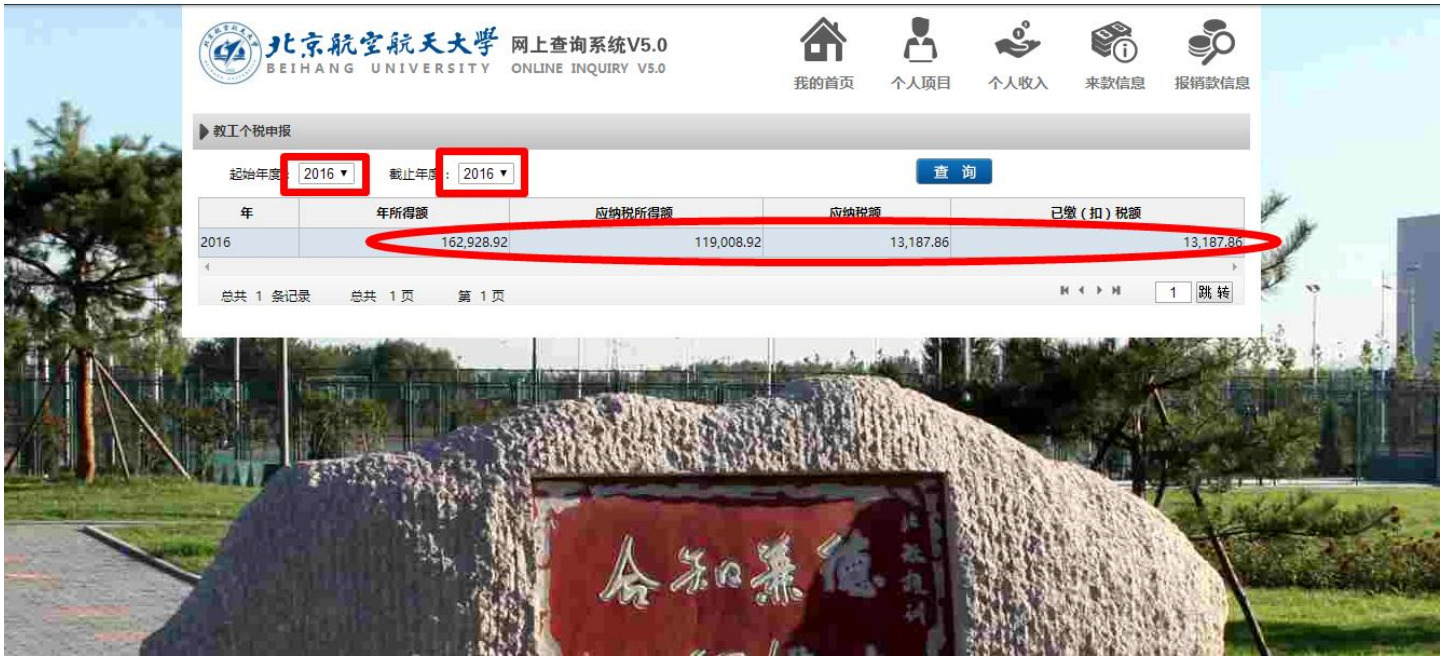 北京航空航天大學 网上查询系统V5.0
BEIHANG UNIVERSITY ONLINE INQUIRY V5.0
我的首页 个人项目 个人收入 来款信息 报销款信息
教工个税申报
起始年度: 2016 截止年度: 2016 查 询
年 年所得额 应纳税所得额 应纳税额 已缴(扣)税额
2016 162,928.92 119,008.92 13,187.86 13,187.86
总共 1 条记录 总共 1 页 第 1 页 1 跳 转
德兼知合